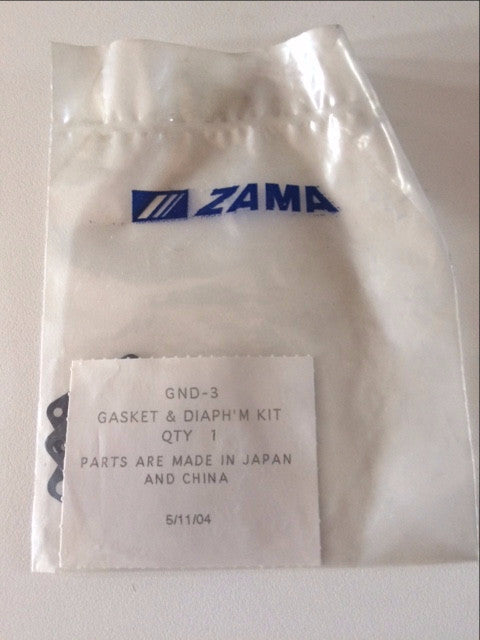 ZAMA
GND-3
GASKET & DIAPH'M KIT
QTY 1
PARTS ARE MADE IN JAPAN
AND CHINA
5/11/04